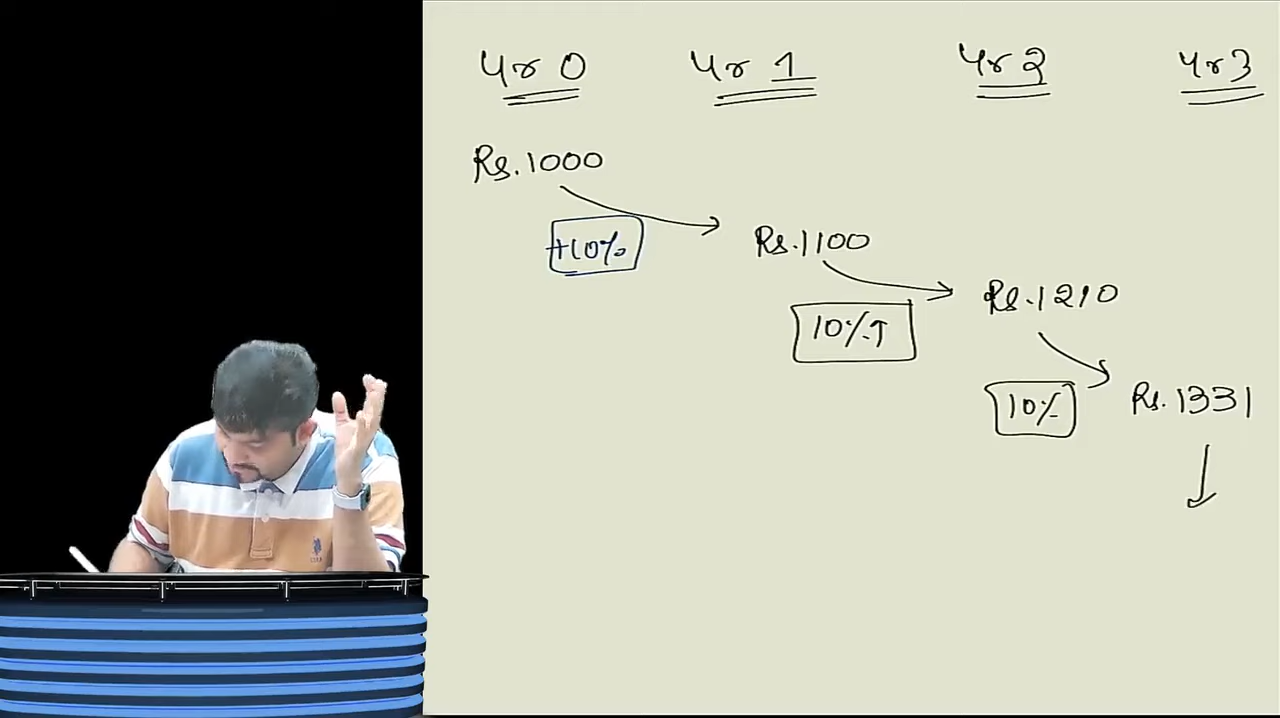 Yr 0 Yr 1 Yr 2 Yr 3
Rs.1000
+10%
Rs.1100
10%↑
Rs.1210
10%
Rs.1331